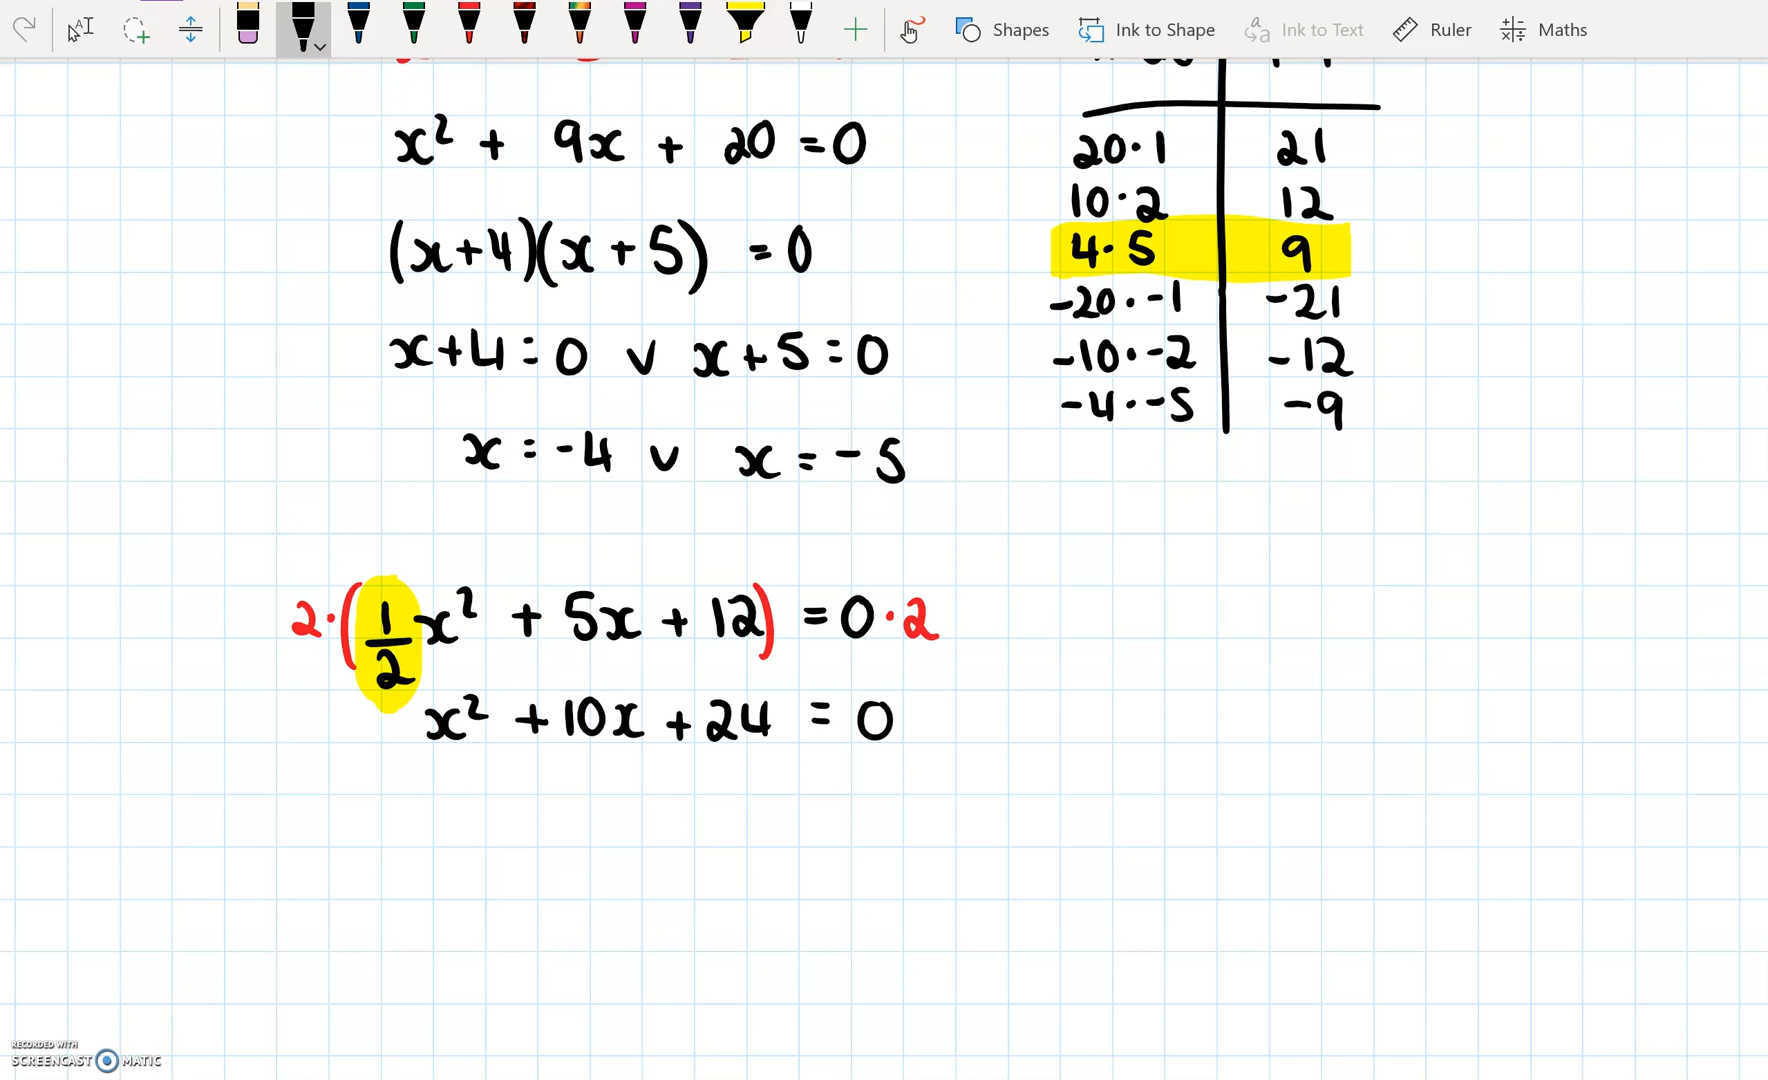 Shapes Ink to Shape Ink to Text Ruler Maths
x² + 9x + 20 = 0
(x+4)(x+5) = 0
x+4=0 v x+5=0
x=-4 v x=-5
20·1 21
10·2 12
4·5 9
-20·-1 -21
-10·-2 -12
-4·-5 -9
2·(1/2x² + 5x + 12) = 0·2
x² + 10x + 24 = 0
RECORDED WITH
SCREENCAST MATIC